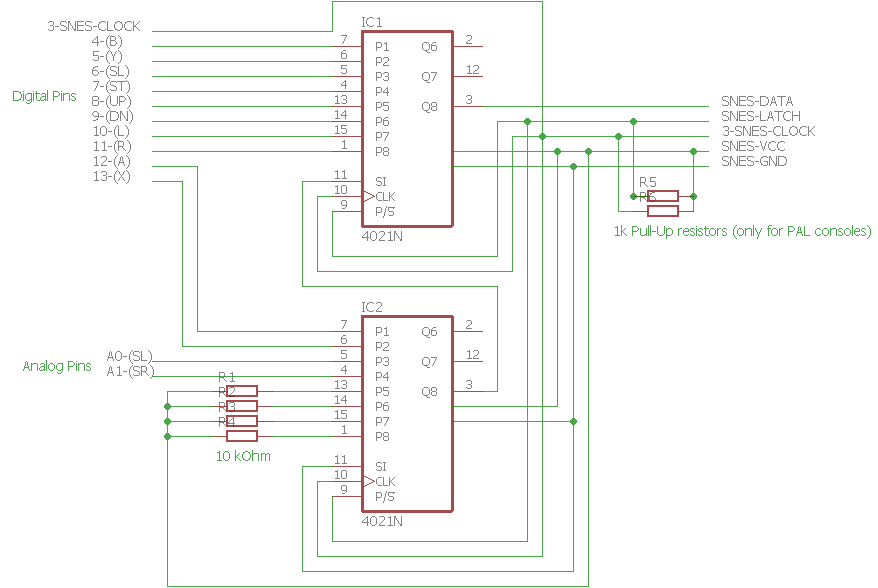 3-SNES-CLOCK
4-(B)
5-(Y)
6-(SL)
7-(ST)
8-(UP)
9-(DN)
10-(L)
11-(R)
12-(A)
13-(X)
Digital Pins
IC1
7 P1 Q6 2
6 P2
5 P3 Q7 12
4 P4
13 P5 Q8 3
14 P6
15 P7
1 P8
11 SI
10 CLK
9 P/S
4021N
SNES-DATA
SNES-LATCH
3-SNES-CLOCK
SNES-VCC
SNES-GND
R5
R6
1k Pull-Up resistors (only for PAL consoles)
IC2
7 P1 Q6 2
6 P2
5 P3 Q7 12
4 P4
13 P5 Q8 3
14 P6
15 P7
1 P8
11 SI
10 CLK
9 P/S
4021N
Analog Pins
A0-(SL)
A1-(SR)
R1
R2
R3
R4
10 kOhm